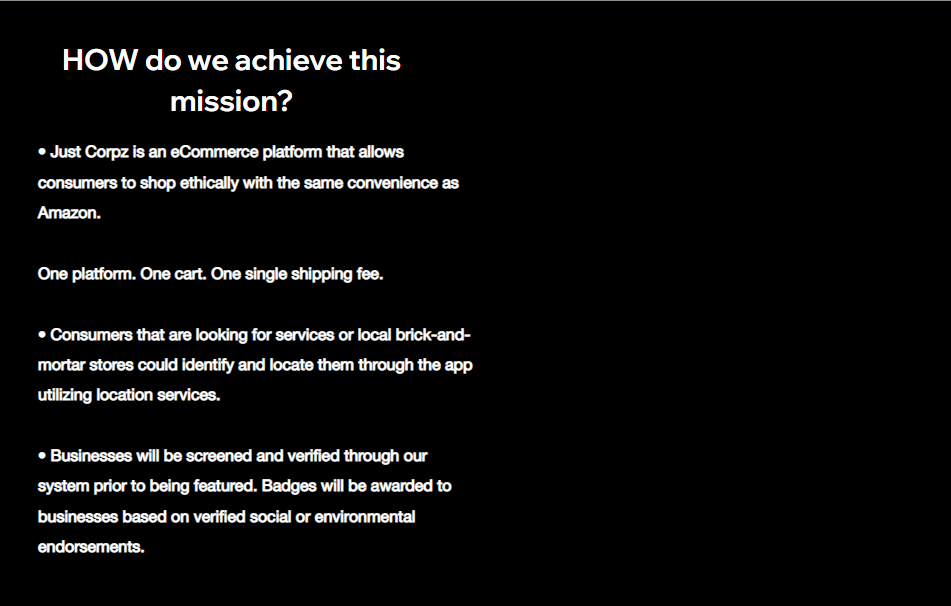 HOW do we achieve this
mission?
• Just Corpz is an eCommerce platform that allows
consumers to shop ethically with the same convenience as
Amazon.
One platform. One cart. One single shipping fee.
• Consumers that are looking for services or local brick-and-
mortar stores could identify and locate them through the app
utilizing location services.
• Businesses will be screened and verified through our
system prior to being featured. Badges will be awarded to
businesses based on verified social or environmental
endorsements.